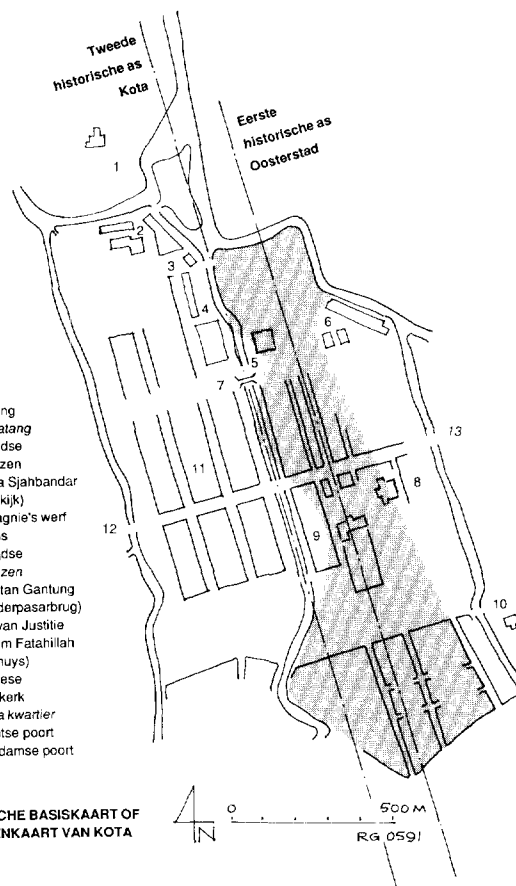 Tweede
historische as
Kota
Eerste
historische as
Oosterstad
1
2
3
4
5
6
7
8
9
10
11
12
13
ng
atang
dse
zen
a Sjahbandar
kijk)
agnie's werf
s
dse
zen
tan Gantung
derpasarbrug)
van Justitie
m Fatahillah
huys)
ese
kerk
a kwartier
tse poort
damse poort
CHE BASISKAART OF
ENKAART VAN KOTA
N
0
500 M
RG 0591